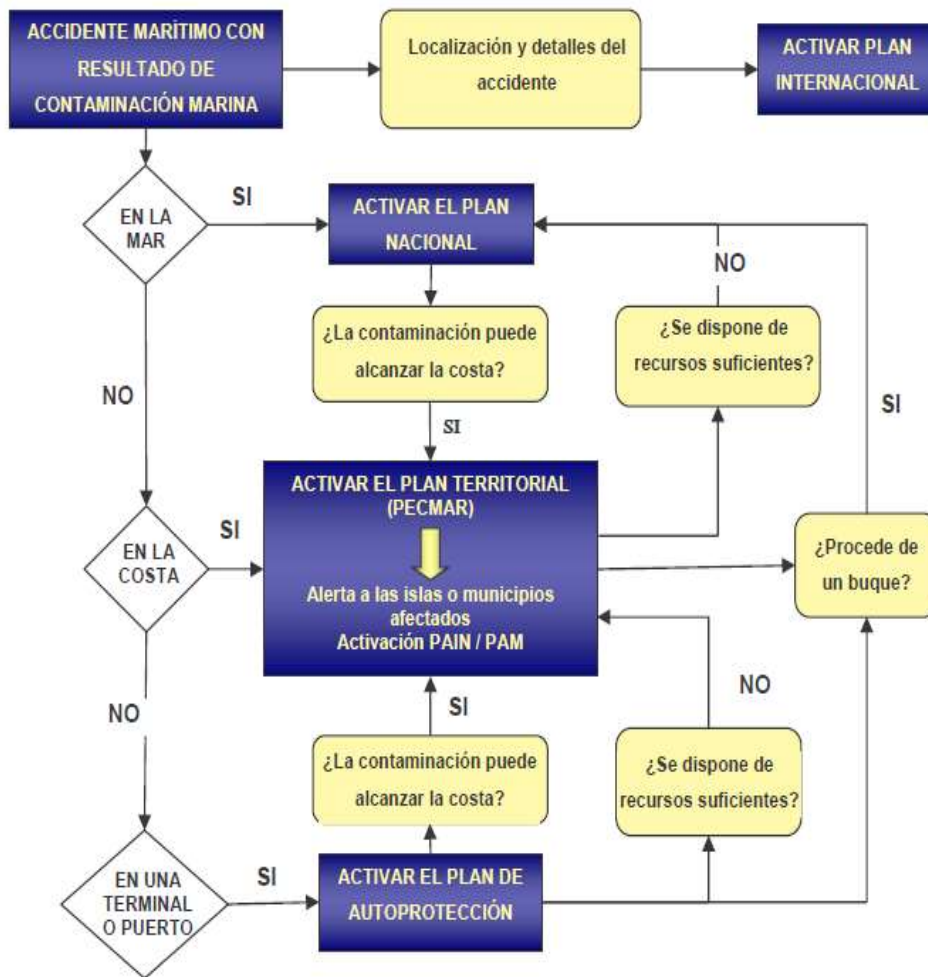 ACCIDENTE MARÍTIMO CON
RESULTADO DE
CONTAMINACIÓN MARINA
Localización y detalles del
accidente
ACTIVAR PLAN
INTERNACIONAL
EN LA
MAR
SI
ACTIVAR EL PLAN
NACIONAL
NO
¿La contaminación puede
alcanzar la costa?
¿Se dispone de
recursos suficientes?
NO
SI
SI
ACTIVAR EL PLAN TERRITORIAL
(PECMAR)
Alerta a las islas o municipios
afectados
Activación PAIN / PAM
EN LA
COSTA
SI
¿Procede de
un buque?
NO
SI
NO
¿La contaminación puede
alcanzar la costa?
¿Se dispone de
recursos suficientes?
EN UNA
TERMINAL
O PUERTO
SI
ACTIVAR EL PLAN DE
AUTOPROTECCIÓN